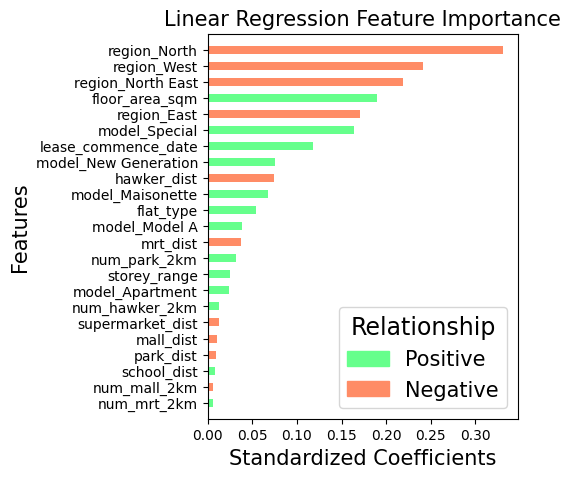 Linear Regression Feature Importance
Features
region_North
region_West
region_North East
floor_area_sqm
region_East
model_Special
lease_commence_date
model_New Generation
hawker_dist
model_Maisonette
flat_type
model_Model A
mrt_dist
num_park_2km
storey_range
model_Apartment
num_hawker_2km
supermarket_dist
mall_dist
park_dist
school_dist
num_mall_2km
num_mrt_2km
Relationship
Positive
Negative
0.00 0.05 0.10 0.15 0.20 0.25 0.30
Standardized Coefficients